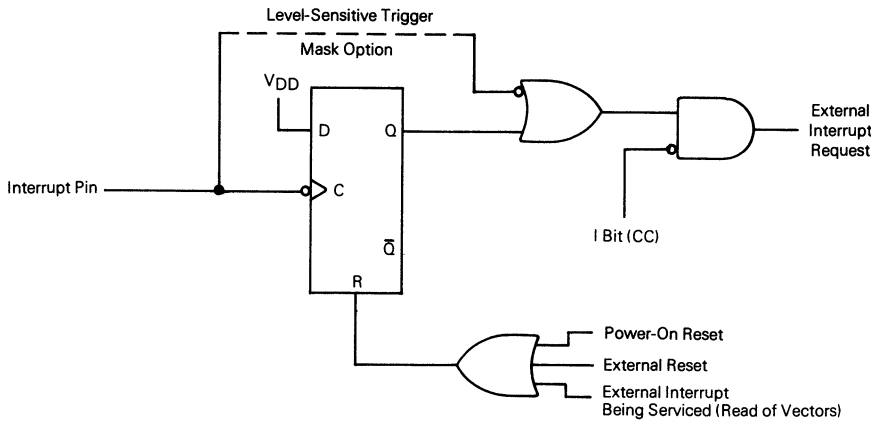 Level-Sensitive Trigger
Mask Option
VDD
D
Q
External
Interrupt
Request
Interrupt Pin
C
I Bit (CC)
Q̅
R
Power-On Reset
External Reset
External Interrupt
Being Serviced (Read of Vectors)